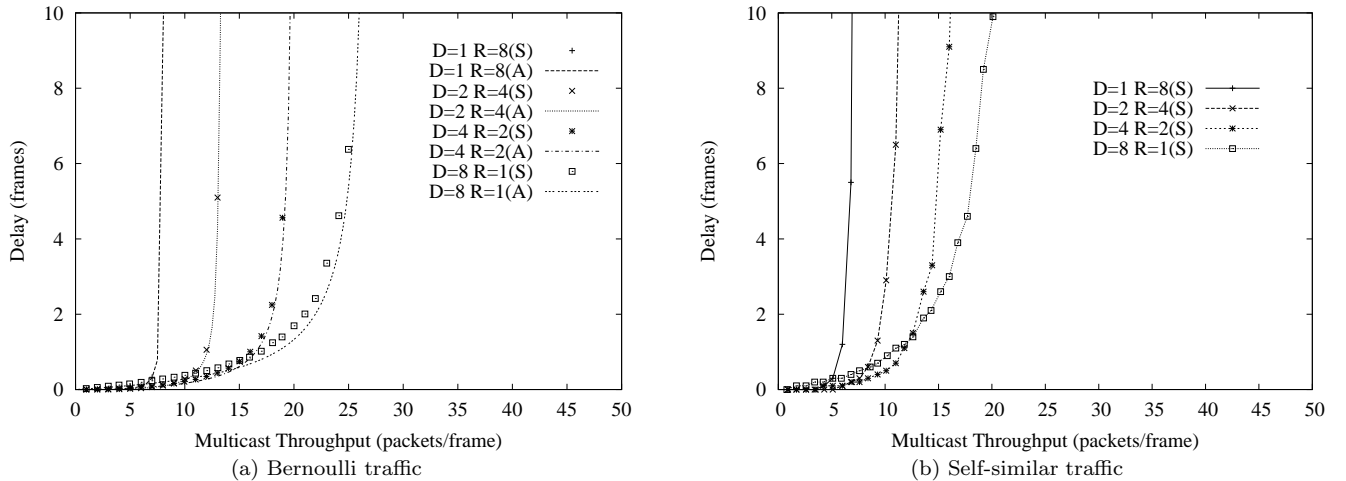 10
8
6
4
2
0
Delay (frames)
D=1 R=8(S)
D=1 R=8(A)
D=2 R=4(S)
D=2 R=4(A)
D=4 R=2(S)
D=4 R=2(A)
D=8 R=1(S)
D=8 R=1(A)
0 5 10 15 20 25 30 35 40 45 50
Multicast Throughput (packets/frame)
(a) Bernoulli traffic
10
8
6
4
2
0
Delay (frames)
D=1 R=8(S)
D=2 R=4(S)
D=4 R=2(S)
D=8 R=1(S)
0 5 10 15 20 25 30 35 40 45 50
Multicast Throughput (packets/frame)
(b) Self-similar traffic